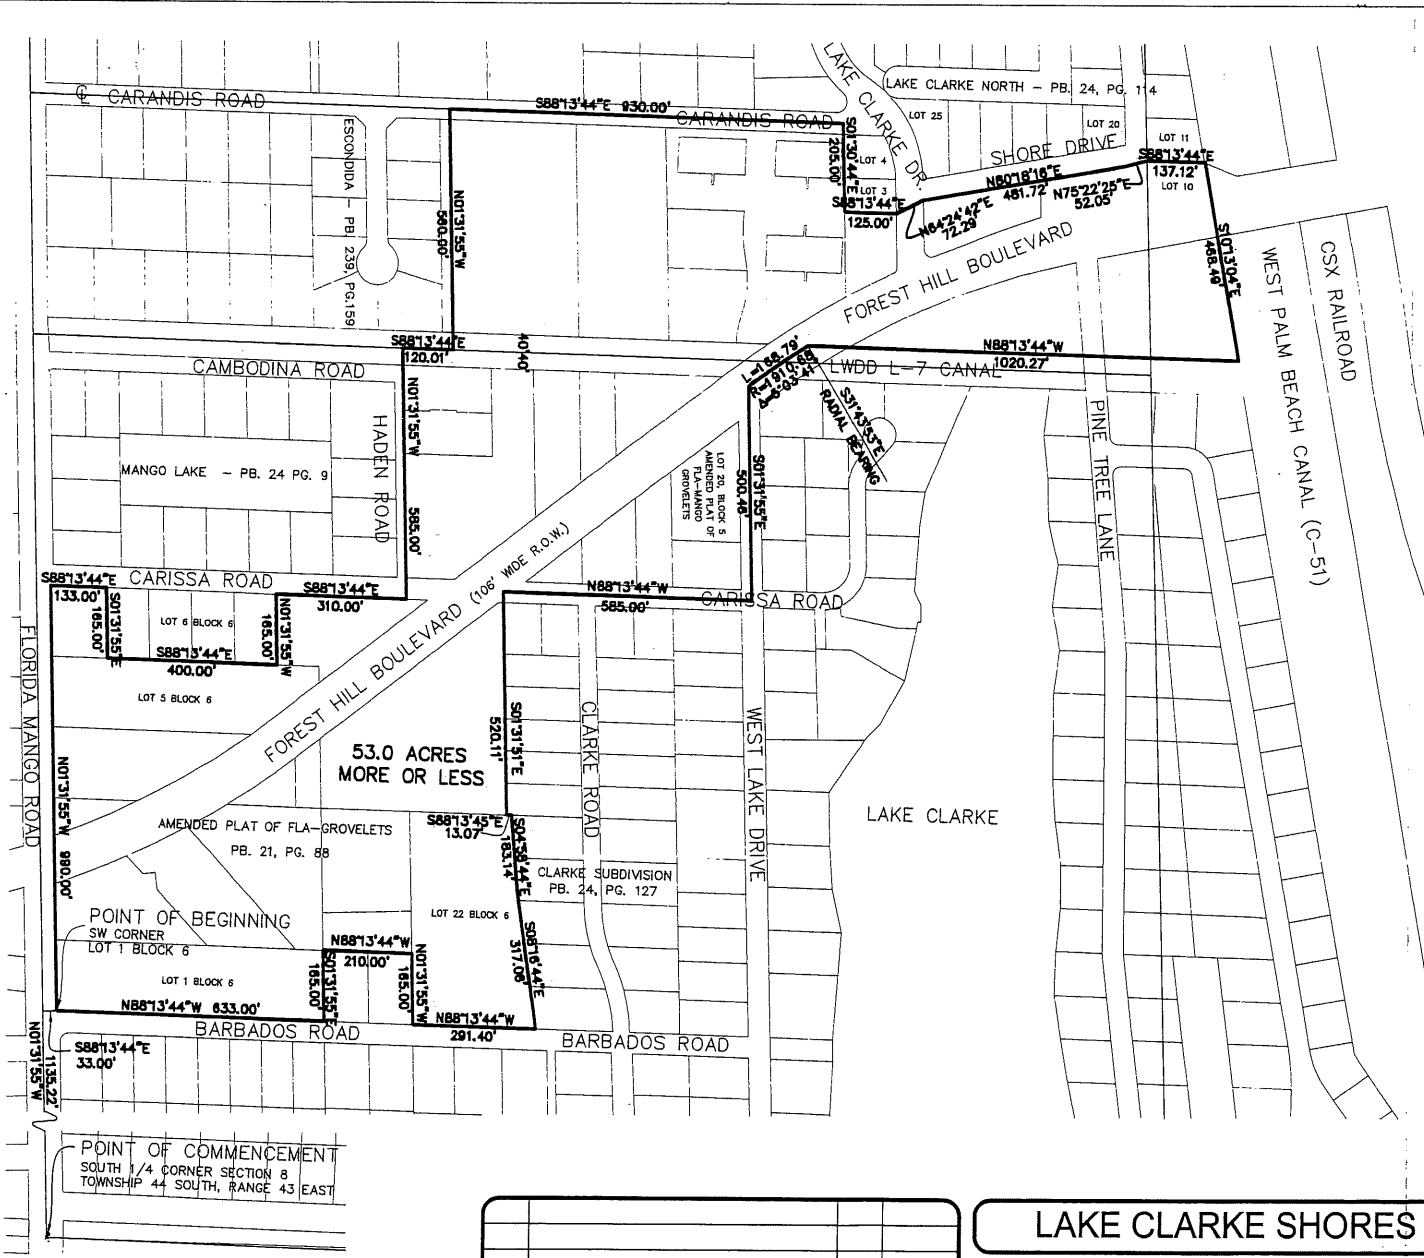 LAKE CLARKE DR.
LAKE CLARKE NORTH - PB. 24, PG. 114
℄ CARANDIS ROAD
S88°13'44"E 930.00'
CARANDIS ROAD
LOT 25
LOT 20
LOT 11
SHORE DRIVE
S88°13'44"E
137.12'
LOT 10
S01°30'44"E
205.00'
LOT 4
LOT 3
S88°13'44"E
125.00'
N64°24'42"E
72.29'
N80°18'16"E
481.72'
N75°22'25"E
52.05'
ESCONDIDA - PB. 239, PG.159
N01°31'55"W
580.00'
S10°13'04"E
468.49'
FOREST HILL BOULEVARD
WEST PALM BEACH CANAL (C-51)
CSX RAILROAD
S88°13'44"E
120.01'
40'40'
CAMBODINA ROAD
N88°13'44"W
1020.27'
LWDD L-7 CANAL
L=168.79'
R=1910.68'
Δ=5°03'41"
S31°43'53"E
RADIAL BEARING
N01°31'55"W
585.00'
HADEN ROAD
MANGO LAKE - PB. 24 PG. 9
LOT 20, BLOCK 5
AMENDED PLAT OF
FLA-MANGO
GROVELETS
S01°31'55"E
500.46'
PINE TREE LANE
S88°13'44"E
133.00'
CARISSA ROAD
S88°13'44"E
310.00'
N88°13'44"W
585.00'
CARISSA ROAD
S01°31'55"E
165.00'
LOT 6 BLOCK 6
N01°31'55"W
165.00'
S88°13'44"E
400.00'
LOT 5 BLOCK 6
FOREST HILL BOULEVARD (106' WIDE R.O.W.)
FLORIDA MANGO ROAD
S01°31'51"E
520.11'
53.0 ACRES
MORE OR LESS
CLARKE ROAD
WEST LAKE DRIVE
LAKE CLARKE
N01°31'55"W 980.00'
AMENDED PLAT OF FLA-GROVELETS
PB. 21, PG. 88
S88°13'45"E
13.07'
S04°58'44"E
183.14'
CLARKE SUBDIVISION
PB. 24, PG. 127
LOT 22 BLOCK 6
POINT OF BEGINNING
SW CORNER
LOT 1 BLOCK 6
N88°13'44"W
210.00'
S01°31'55"E
165.00'
N01°31'55"W
165.00'
S08°16'44"E
317.06'
LOT 1 BLOCK 6
N88°13'44"W 633.00'
N88°13'44"W
291.40'
BARBADOS ROAD
BARBADOS ROAD
S88°13'44"E
33.00'
N01°31'55"W
1135.22'
POINT OF COMMENCEMENT
SOUTH 1/4 CORNER SECTION 8
TOWNSHIP 44 SOUTH, RANGE 43 EAST
LAKE CLARKE SHORES